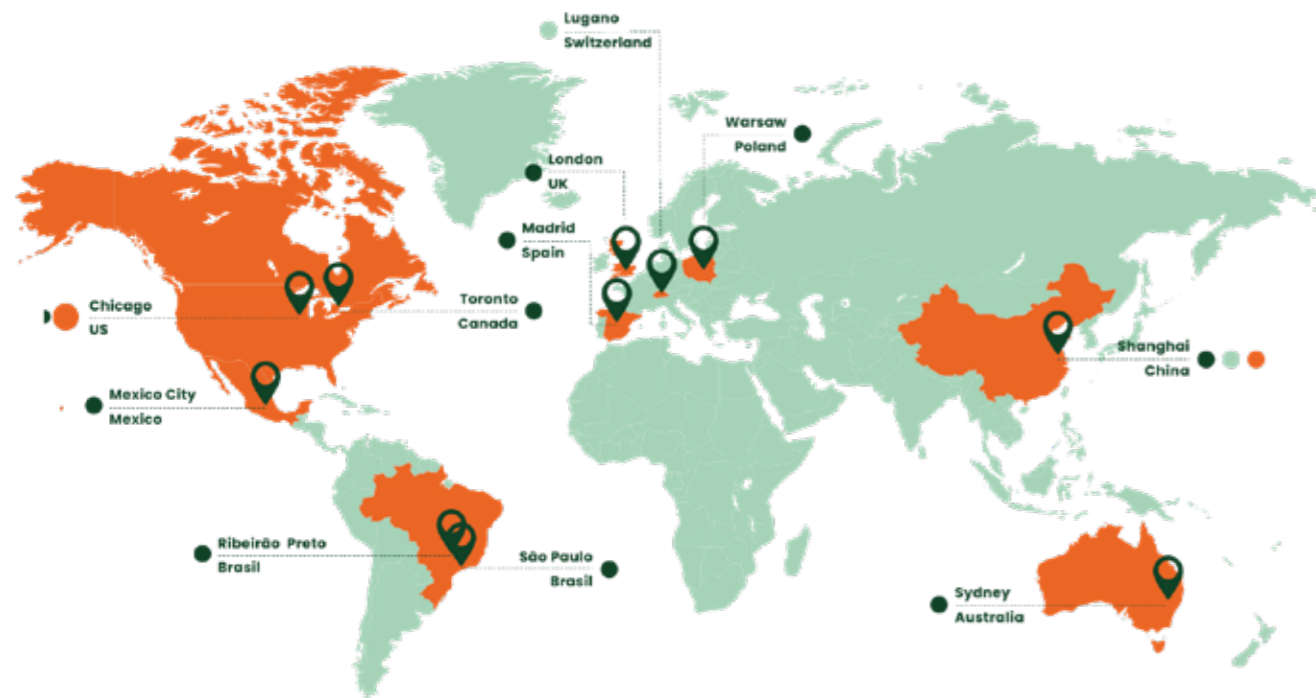 Lugano
Switzerland
Warsaw
Poland
London
UK
Madrid
Spain
Chicago
US
Toronto
Canada
Shanghai
China
Mexico City
Mexico
Ribeirão Preto
Brasil
São Paulo
Brasil
Sydney
Australia